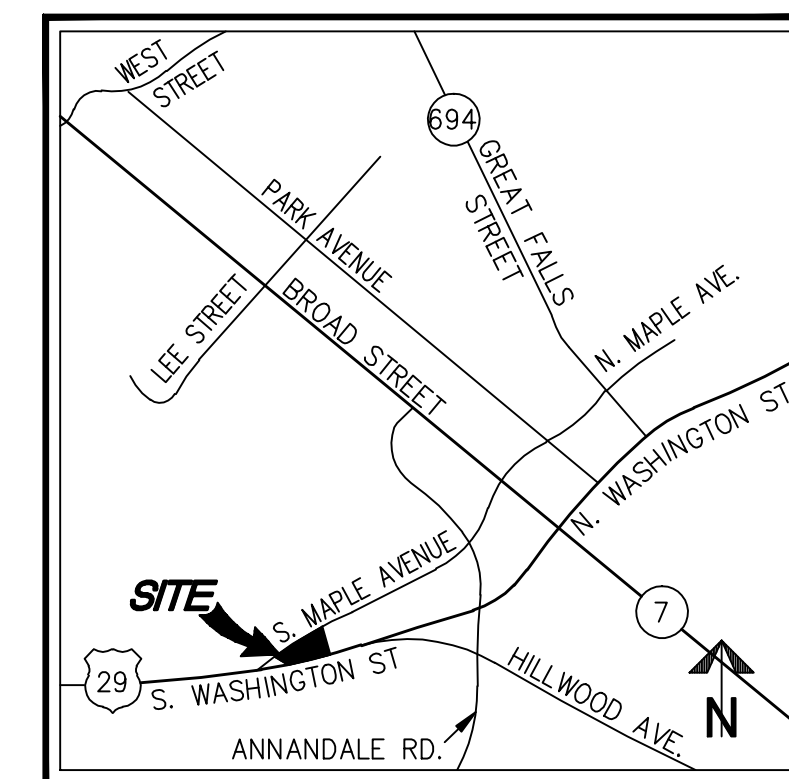 WEST
STREET
694
GREAT FALLS
STREET
PARK AVENUE
LEE STREET
BROAD STREET
N. MAPLE AVE.
N. WASHINGTON ST
S. MAPLE AVENUE
SITE
7
29
S. WASHINGTON ST
HILLWOOD AVE.
N
ANNANDALE RD.